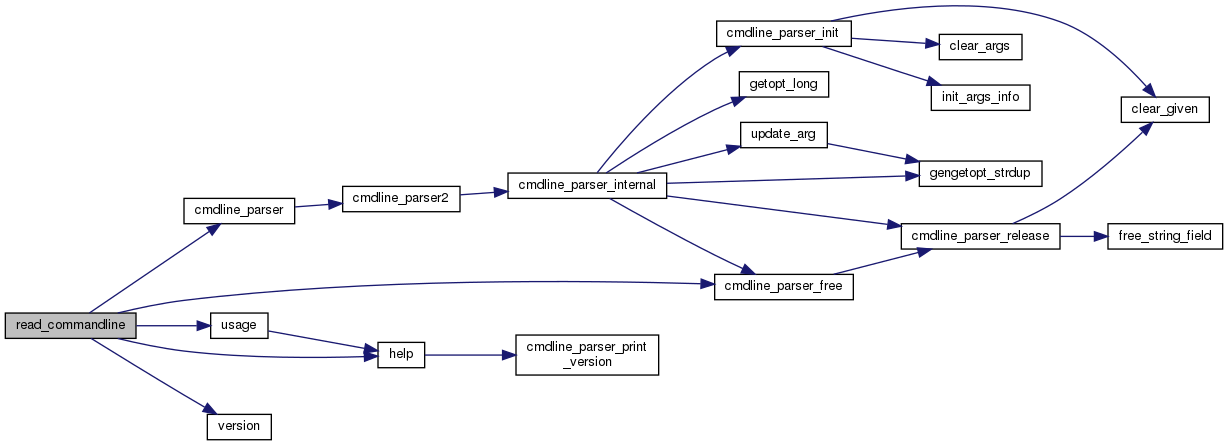 cmdline_parser_init
clear_args
getopt_long
init_args_info
clear_given
update_arg
gengetopt_strdup
cmdline_parser_internal
cmdline_parser2
cmdline_parser
cmdline_parser_release
free_string_field
cmdline_parser_free
read_commandline
usage
help
cmdline_parser_print
_version
version